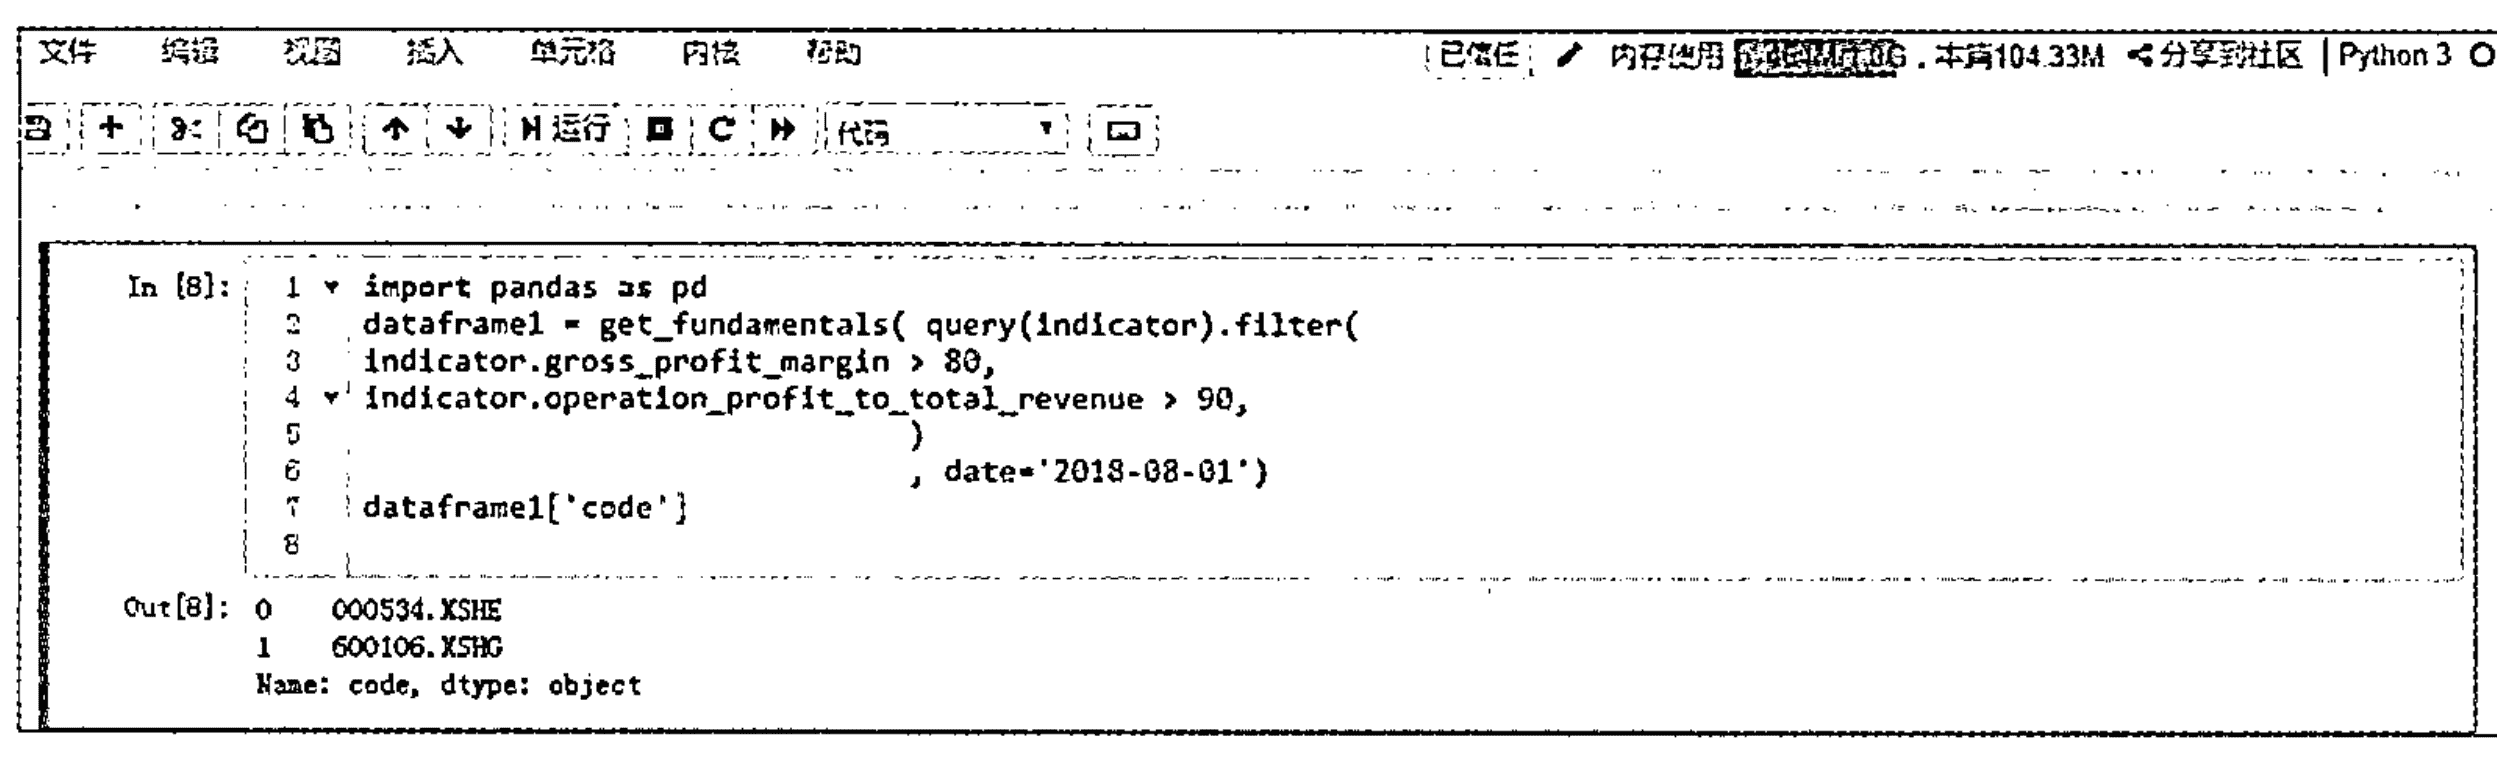 文件 编辑 视图 插入 单元格 内核 帮助 已信任 内存使用 . 本篇104.33M 分享到社区 | Python 3
运行 代码
In [8]: 1 import pandas as pd
2 dataframe1 = get_fundamentals( query(indicator).filter(
3 indicator.gross_profit_margin > 80,
4 indicator.operation_profit_to_total_revenue > 90,
5 )
6 , date='2018-08-01')
7 dataframe1['code']
8
Out[8]: 0 000534.XSHE
1 600106.XSHG
Name: code, dtype: object